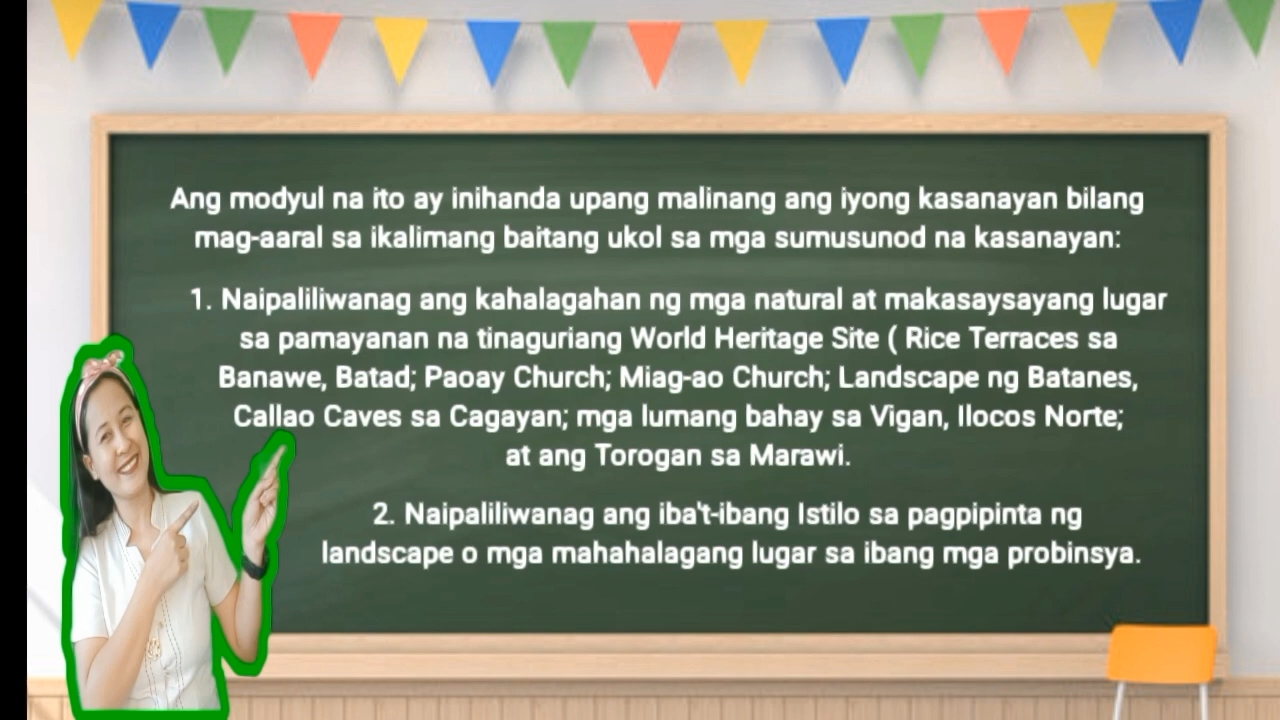 Ang modyul na ito ay inihanda upang malinang ang iyong kasanayan bilang
mag-aaral sa ikalimang baitang ukol sa mga sumusunod na kasanayan:
1. Naipaliliwanag ang kahalagahan ng mga natural at makasaysayang lugar
sa pamayanan na tinaguriang World Heritage Site ( Rice Terraces sa
Banawe, Batad; Paoay Church; Miag-ao Church; Landscape ng Batanes,
Callao Caves sa Cagayan; mga lumang bahay sa Vigan, Ilocos Norte;
at ang Torogan sa Marawi.
2. Naipaliliwanag ang iba't-ibang Istilo sa pagpipinta ng
landscape o mga mahahalagang lugar sa ibang mga probinsya.